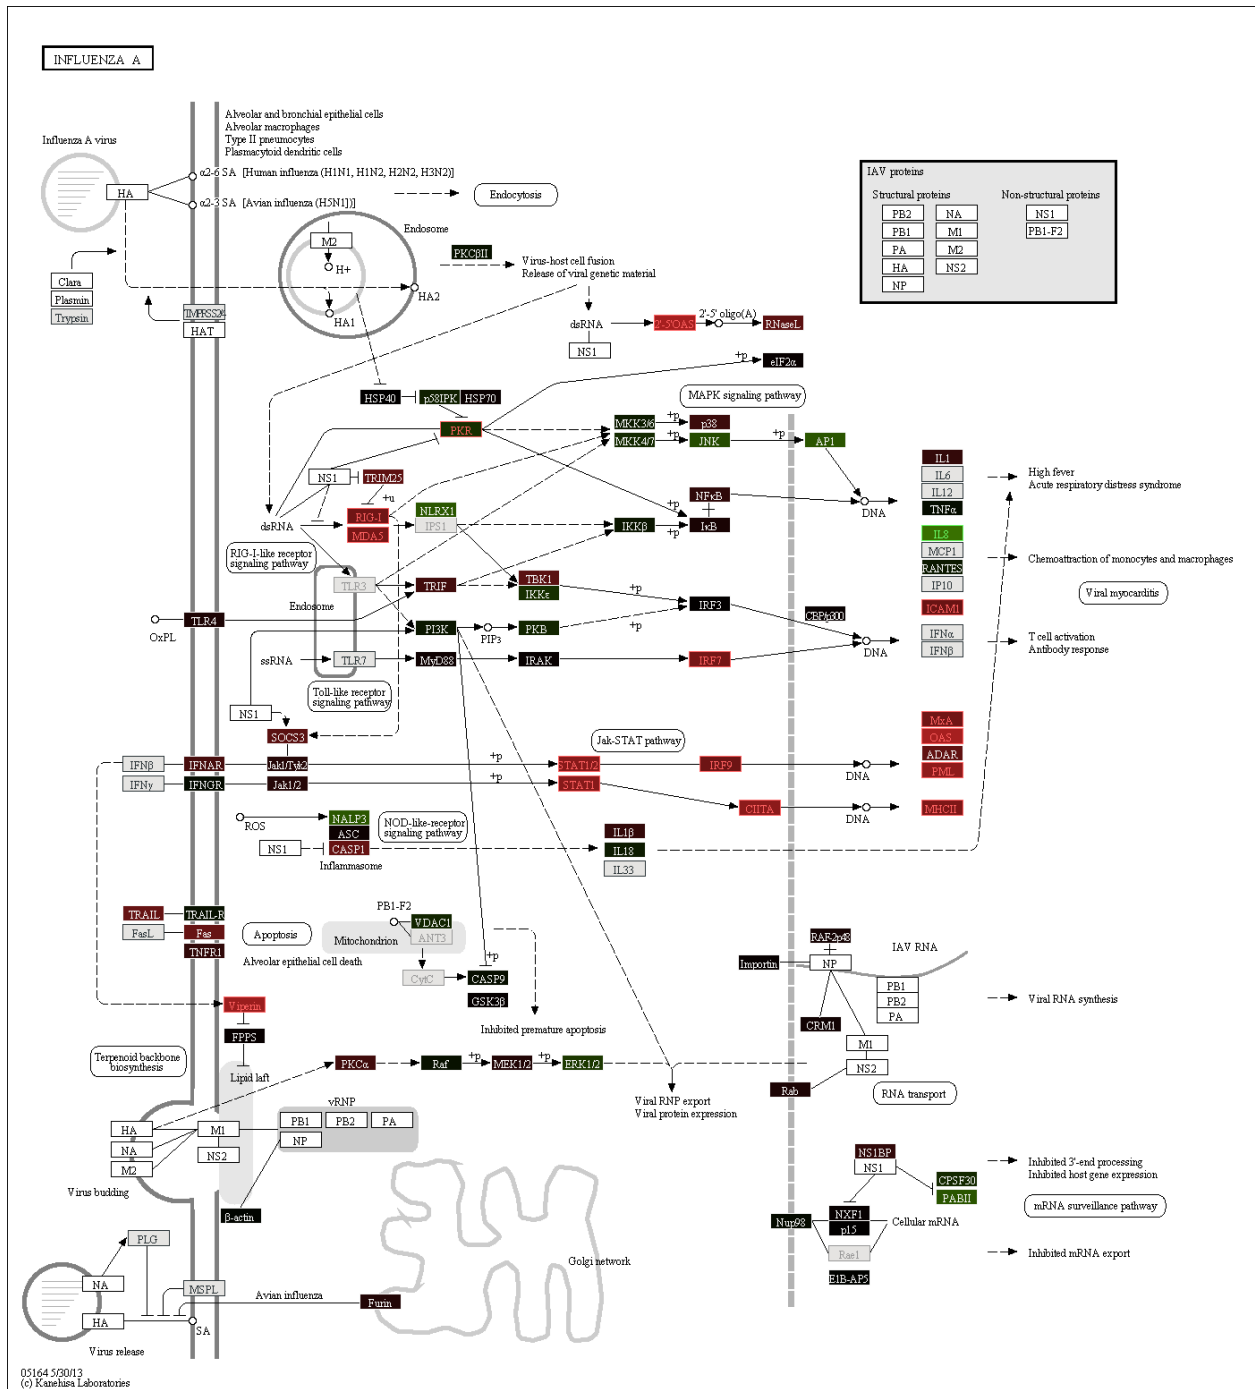 INFLUENZA A
Alveolar and bronchial epithelial cells
Alveolar macrophages
Type II pneumocytes
Plasmacytoid dendritic cells
Influenza A virus
HA
α2-6 SA [Human influenza (H1N1, H1N2, H2N2, H3N2)]
α2-3 SA [Avian influenza (H5N1)]
Endocytosis
IAV proteins
Structural proteins
Non-structural proteins
PB2
NA
NS1
PB1
M1
PB1-F2
PA
M2
HA
NS2
NP
Endosome
M2
H+
HA1
HA2
PKCβII
Virus-host cell fusion
Release of viral genetic material
Clara
Plasmin
Trypsin
HAT
dsRNA
NS1
2'-5'OAS
2'-5' oligo(A)
RNaseL
+p
eIF2α
HSP40
p58IPK
HSP70
PKR
MAPK signaling pathway
MKK3/6
+p
p38
MKK4/7
+p
JNK
+p
AP1
NS1
TRIM25
+u
dsRNA
RIG-I
MDA5
NLRX1
IPS1
RIG-I-like receptor
signaling pathway
NFκB
+p
IKKβ
+p
IκB
DNA
IL1
IL6
IL12
TNFα
High fever
Acute respiratory distress syndrome
IL8
MCP1
RANTES
IP10
Chemoattraction of monocytes and macrophages
Viral myocarditis
ICAM1
IFNα
IFNβ
T cell activation
Antibody response
Endosome
TLR3
TRIF
TBK1
IKKε
+p
IRF3
CBP/p300
OxPL
TLR4
PI3K
PIP3
PKB
+p
DNA
ssRNA
TLR7
MyD88
IRAK
IRF7
Toll-like receptor
signaling pathway
NS1
SOCS3
Jak-STAT pathway
IFNβ
IFNAR
Jak1/Tyk2
+p
STAT1/2
IRF9
DNA
MxA
OAS
ADAR
PML
IFNγ
IFNGR
Jak1/2
+p
STAT1
CIITA
DNA
MHCII
ROS
NALP3
ASC
CASP1
NS1
Inflammasome
NOD-like-receptor
signaling pathway
IL1β
IL18
IL33
TRAIL
TRAIL-R
FasL
Fas
TNFR1
Apoptosis
PB1-F2
VDAC1
ANT3
Mitochondrion
Alveolar epithelial cell death
CytC
+p
CASP9
GSK3β
Inhibited premature apoptosis
RAF-2p48
IAV RNA
Importin
NP
PB1
PB2
PA
Viral RNA synthesis
CRM1
M1
NS2
Rab
RNA transport
Viperin
FPPS
Terpenoid backbone
biosynthesis
Lipid laft
PKCα
Raf
+p
MEK1/2
+p
ERK1/2
Viral RNP export
Viral protein expression
vRNP
HA
NA
M2
M1
NS2
PB1
PB2
PA
NP
Virus budding
β-actin
NS1BP
NS1
CPSF30
PABII
Inhibited 3'-end processing
Inhibited host gene expression
mRNA surveillance pathway
Nup98
NXF1
p15
Cellular mRNA
Rae1
E1B-AP5
Inhibited mRNA export
Golgi network
PLG
NA
MSPL
HA
Avian influenza
Furin
SA
Virus release
05164 5/30/13
(c) Kanehisa Laboratories